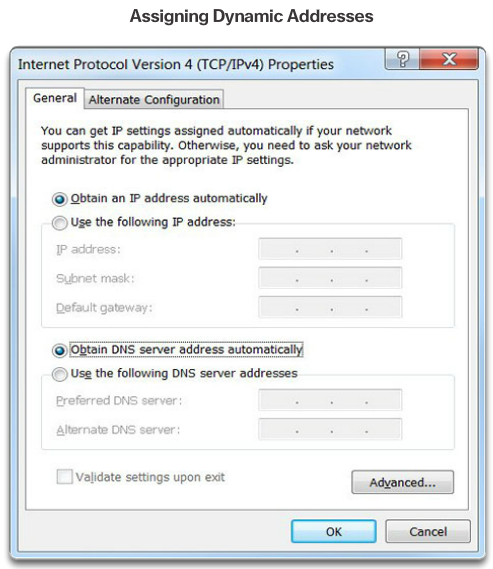 Assigning Dynamic Addresses
Internet Protocol Version 4 (TCP/IPv4) Properties
?
X
General
Alternate Configuration
You can get IP settings assigned automatically if your network
supports this capability. Otherwise, you need to ask your network
administrator for the appropriate IP settings.
Obtain an IP address automatically
Use the following IP address:
IP address:
Subnet mask:
Default gateway:
Obtain DNS server address automatically
Use the following DNS server addresses
Preferred DNS server:
Alternate DNS server:
Validate settings upon exit
Advanced...
OK
Cancel